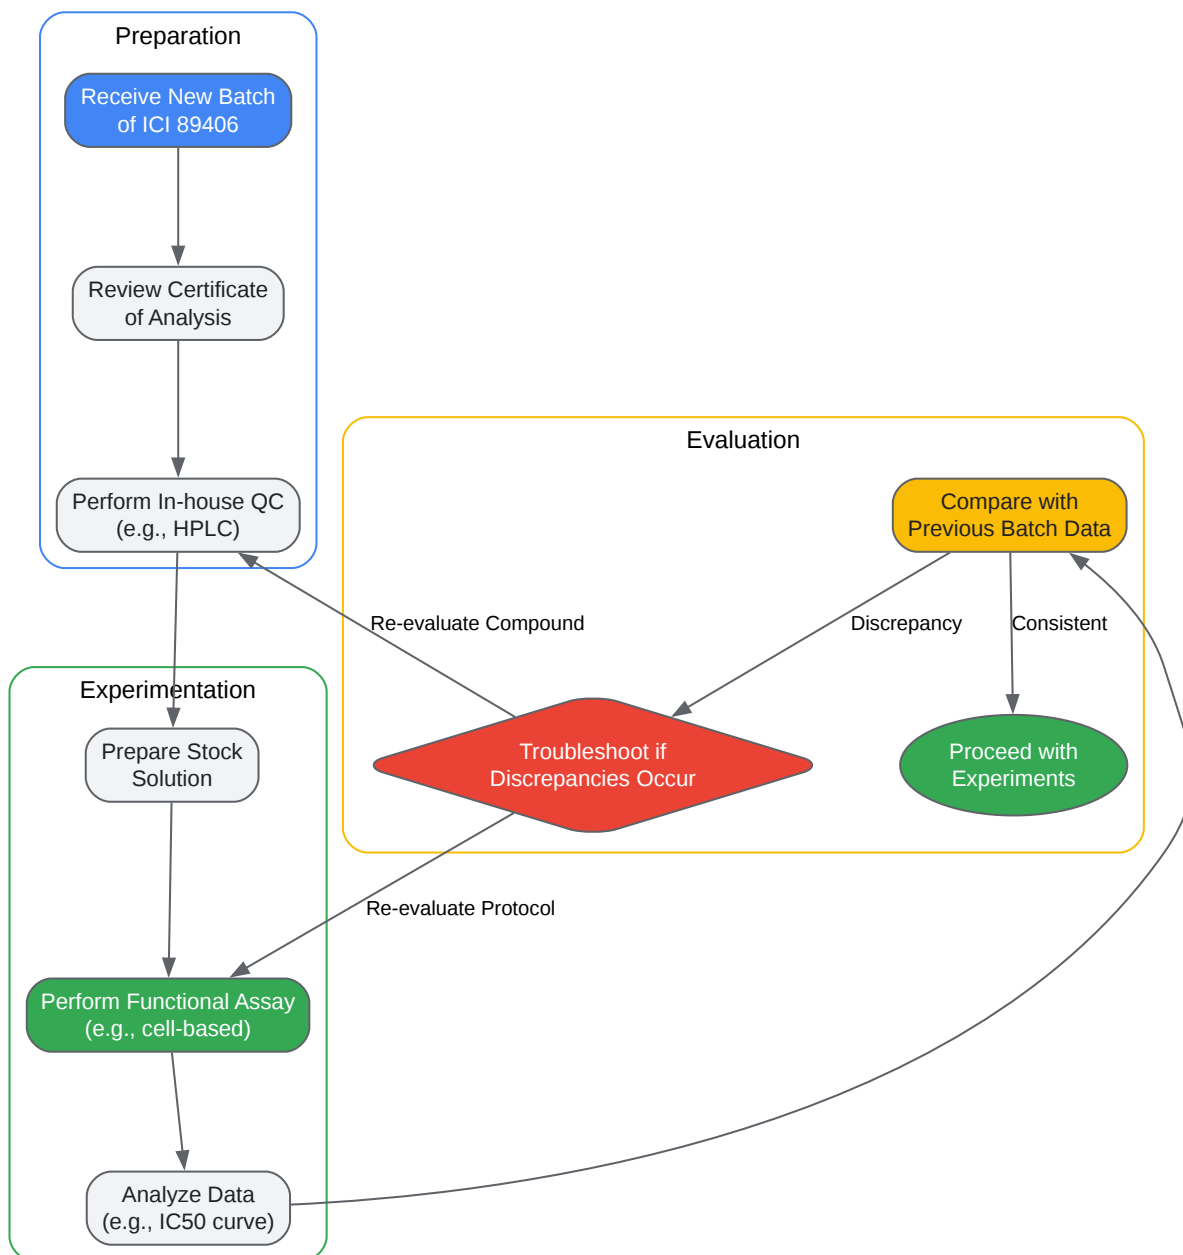 Preparation
Receive New Batch
of ICI 89406
Review Certificate
of Analysis
Perform In-house QC
(e.g., HPLC)
Evaluation
Compare with
Previous Batch Data
Re-evaluate Compound
Discrepancy
Consistent
Experimentation
Prepare Stock
Solution
Troubleshoot if
Discrepancies Occur
Proceed with
Experiments
Re-evaluate Protocol
Perform Functional Assay
(e.g., cell-based)
Analyze Data
(e.g., IC50 curve)